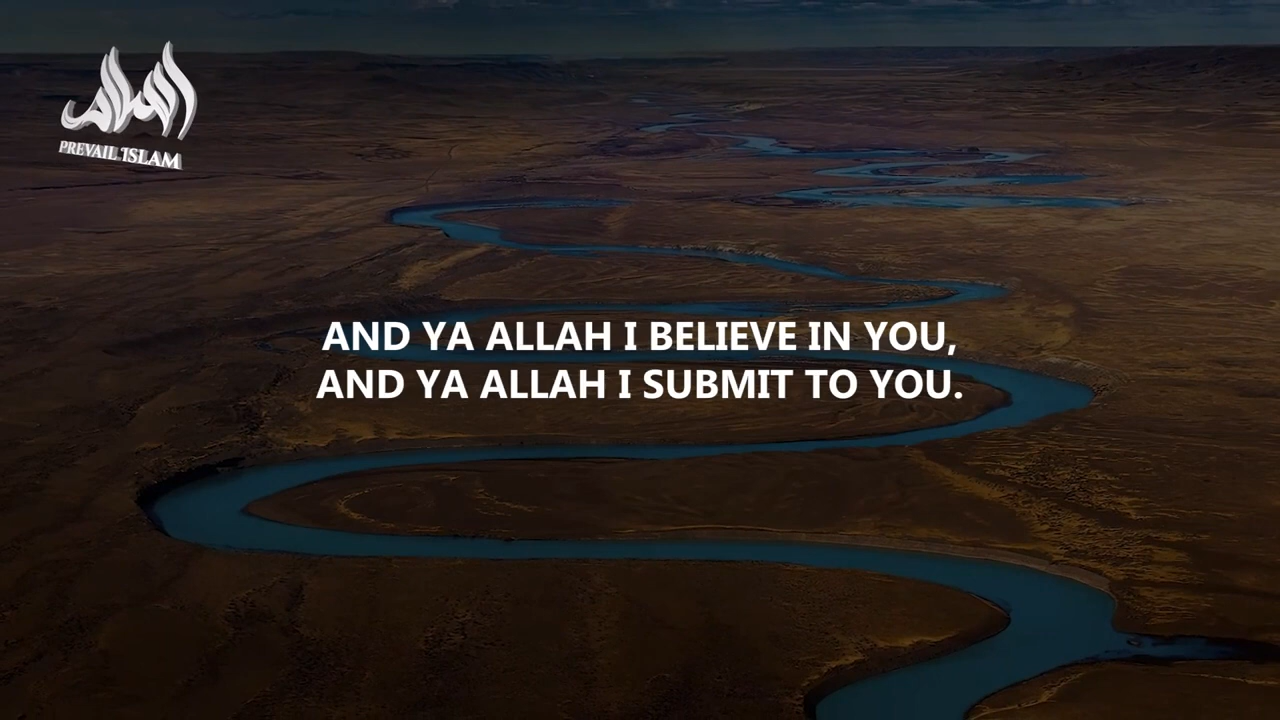 PREVAIL ISLAM
AND YA ALLAH I BELIEVE IN YOU,
AND YA ALLAH I SUBMIT TO YOU.